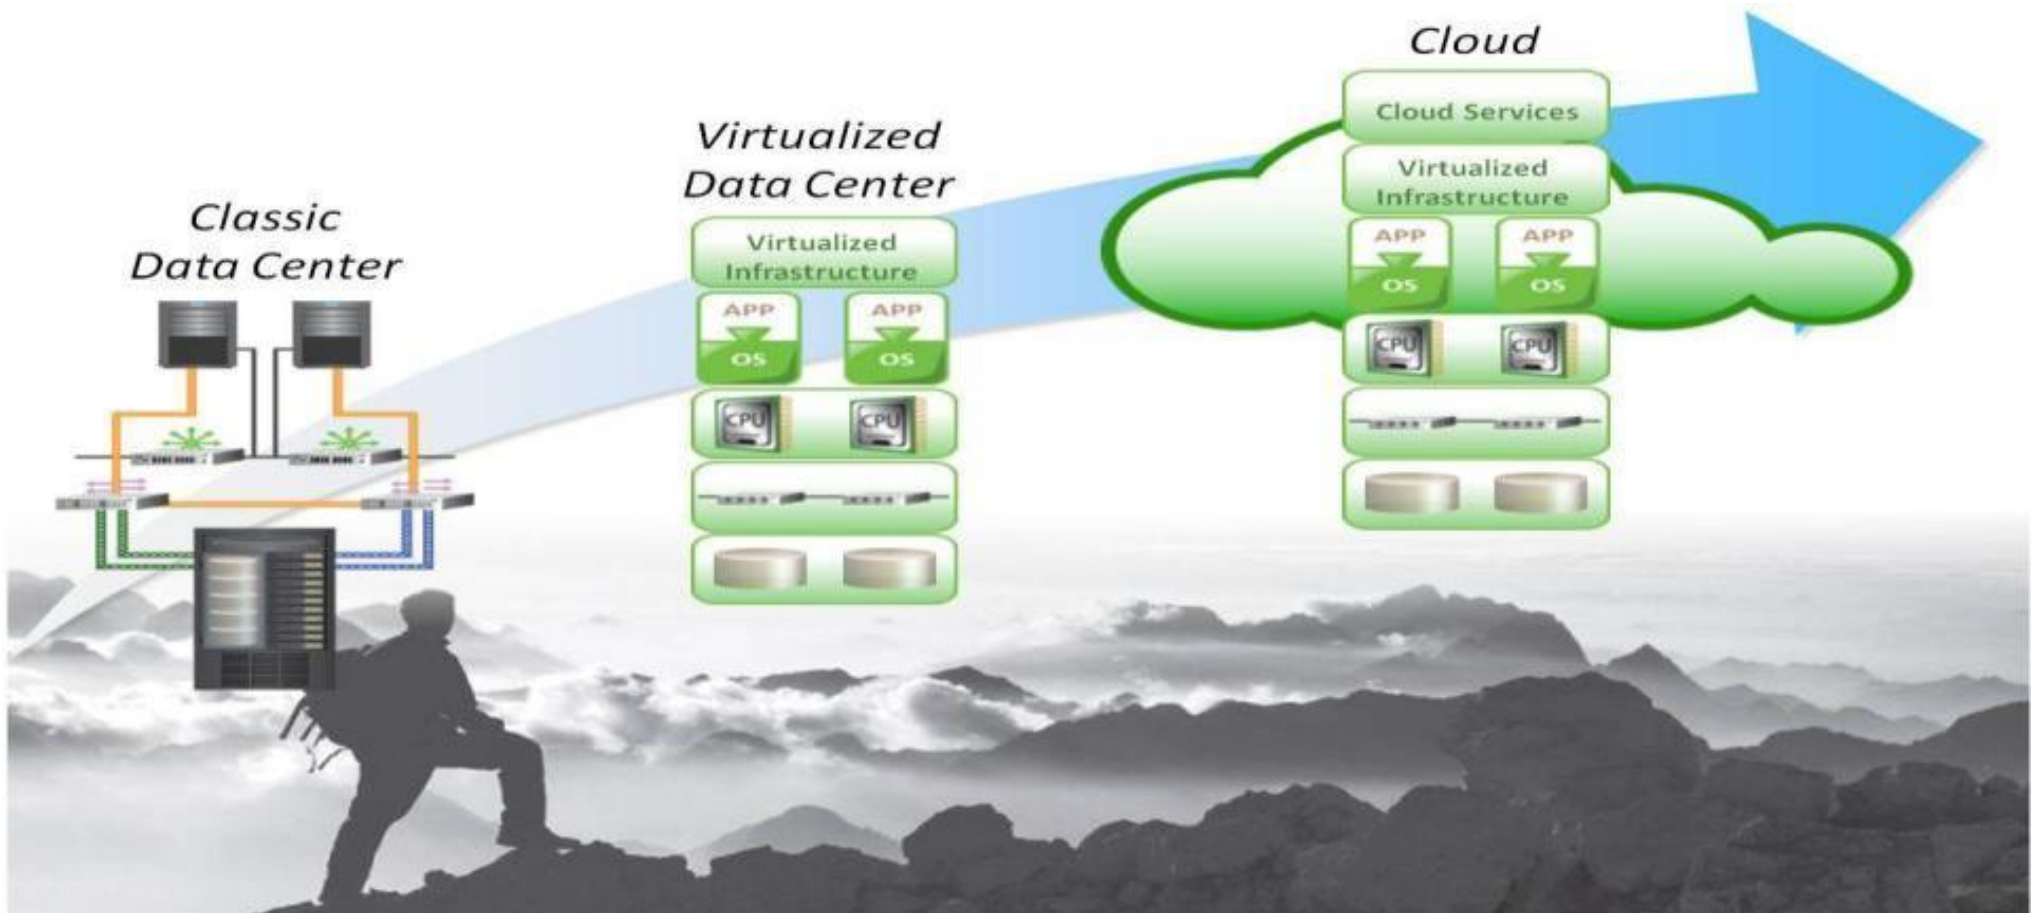 Classic
Data Center
Virtualized
Data Center
Virtualized
Infrastructure
APP
APP
OS
OS
CPU
CPU
Cloud
Cloud Services
Virtualized
Infrastructure
APP
APP
OS
OS
CPU
CPU